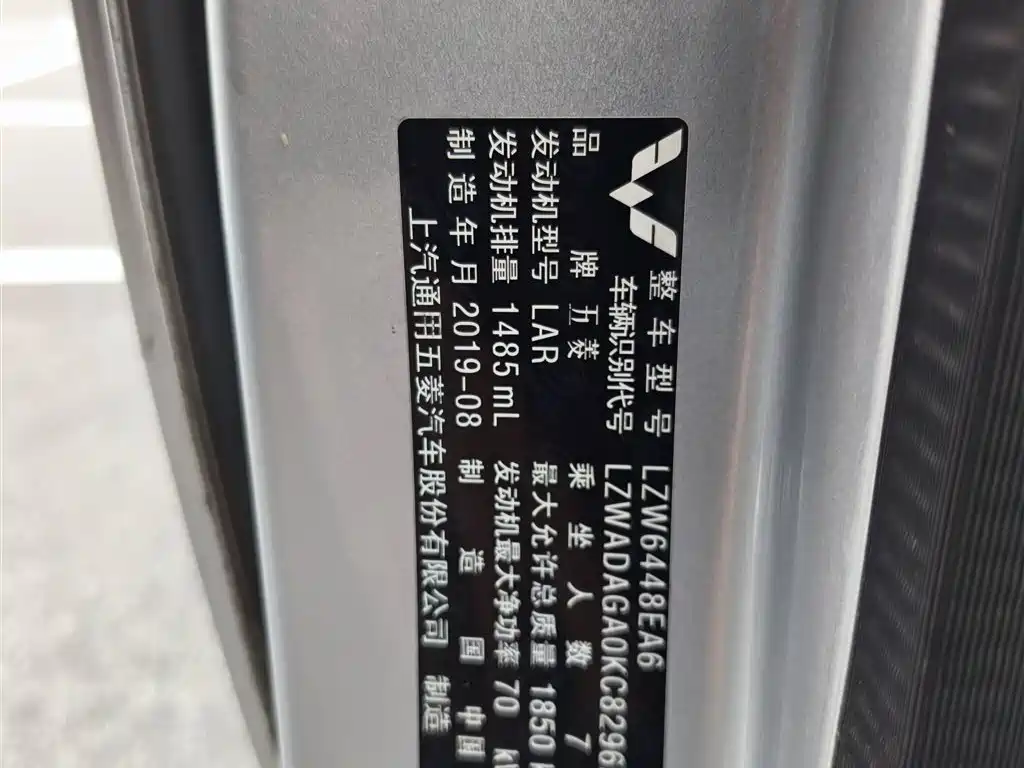 整车型号 LZW6448EA6
车辆识别代号 LZWADAGA0KC8296
品牌 五菱 乘坐人数 7
发动机型号 LAR 最大允许总质量 1850
发动机排量 1485mL 发动机最大净功率 70
制造年月 2019-08 制造国 中国
上汽通用五菱汽车股份有限公司 制造